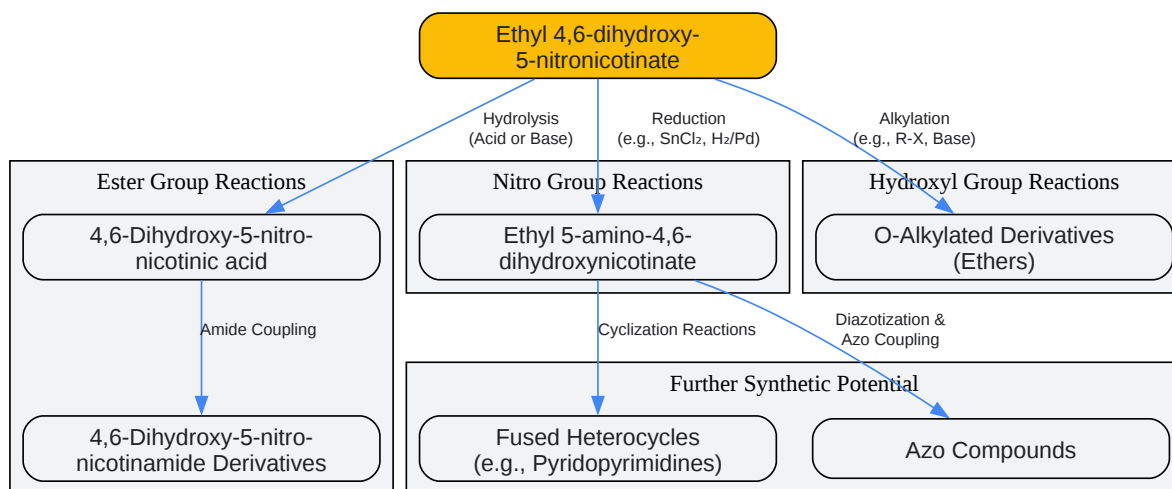 Ethyl 4,6-dihydroxy-
5-nitronicotinate
Hydrolysis
(Acid or Base)
Reduction
(e.g., SnCl₂, H₂/Pd)
Alkylation
(e.g., R-X, Base)
Ester Group Reactions
Nitro Group Reactions
Hydroxyl Group Reactions
4,6-Dihydroxy-5-nitro-
nicotinic acid
Ethyl 5-amino-4,6-
dihydroxynicotinate
O-Alkylated Derivatives
(Ethers)
Amide Coupling
Cyclization Reactions
Diazotization &
Azo Coupling
Further Synthetic Potential
4,6-Dihydroxy-5-nitro-
nicotinamide Derivatives
Fused Heterocycles
(e.g., Pyridopyrimidines)
Azo Compounds